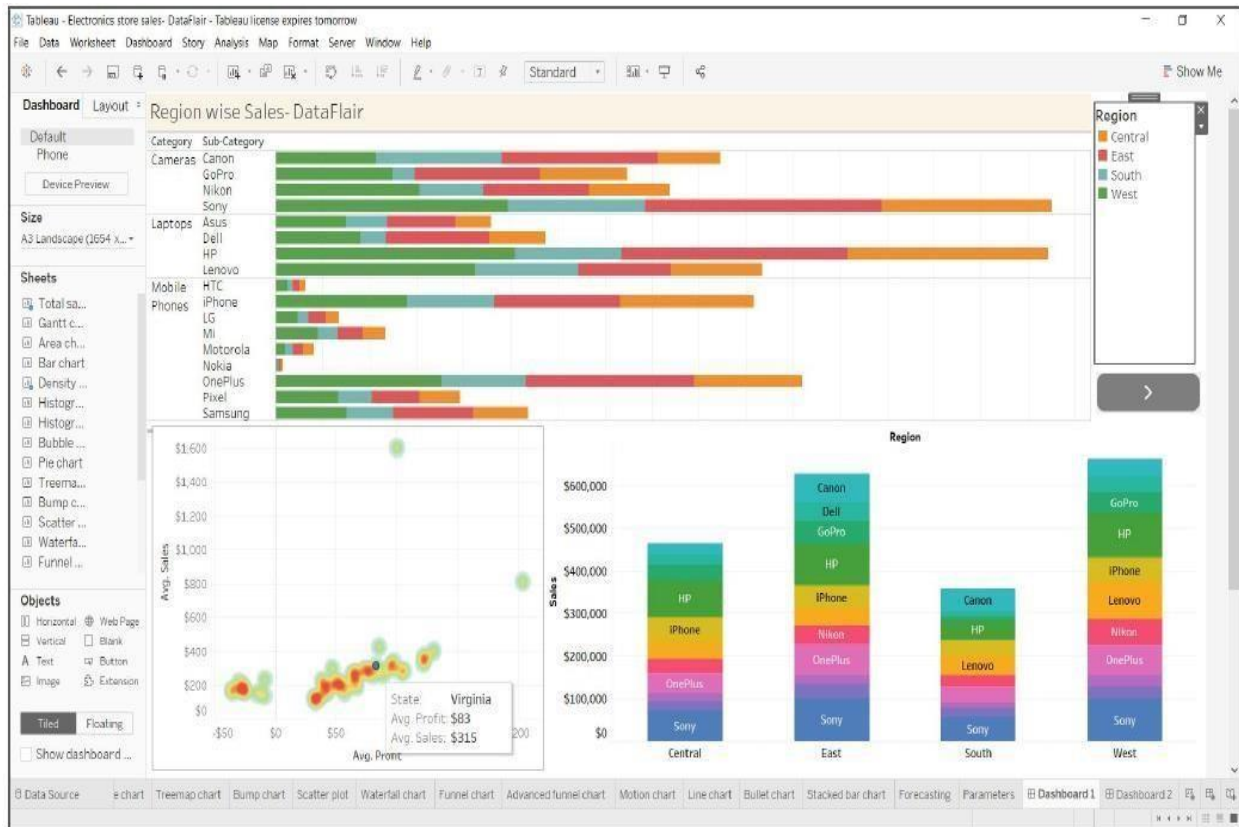 Tableau - Electronics store sales- DataFlair - Tableau license expires tomorrow
File Data Worksheet Dashboard Story Analysis Map Format Server Window Help
Standard
Show Me
Dashboard Layout
Default
Phone
Device Preview
Size
A3 Landscape (1654 x...
Sheets
Total sa...
Gantt c...
Area ch...
Bar chart
Density ...
Histogr...
Histogr...
Bubble ...
Pie chart
Treema...
Bump c...
Scatter ...
Waterfa...
Funnel ...
Objects
Horizontal Web Page
Vertical Blank
Text Button
Image Extension
Tiled Floating
Show dashboard ...
Region wise Sales- DataFlair
Category Sub-Category
Cameras Canon
GoPro
Nikon
Sony
Laptops Asus
Dell
HP
Lenovo
Mobile Phones HTC
iPhone
LG
Mi
Motorola
Nokia
OnePlus
Pixel
Samsung
Region
Central
East
South
West
$1,600
$1,400
$1,200
$1,000
$800
$600
$400
$200
$0
Avg. Sales
-$50 $0 $50 200
Avg. Profit
State: Virginia
Avg. Profit: $83
Avg. Sales: $315
Region
$600,000
$500,000
$400,000
$300,000
$200,000
$100,000
$0
Sales
HP
iPhone
OnePlus
Sony
Central
Canon
Dell
GoPro
HP
iPhone
Nikon
OnePlus
Sony
East
Canon
HP
Lenovo
Sony
South
GoPro
HP
iPhone
Lenovo
Nikon
OnePlus
Sony
West
Data Source e chart Treemap chart Bump chart Scatter plot Waterfall chart Funnel chart Advanced funnel chart Motion chart Line chart Bullet chart Stacked bar chart Forecasting Parameters Dashboard 1 Dashboard 2